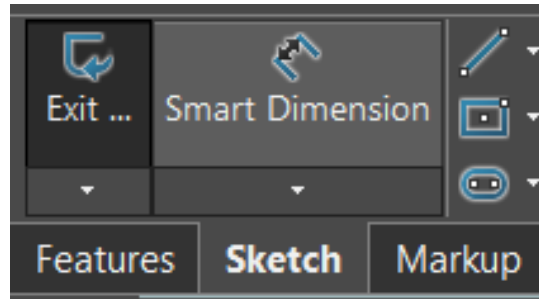 Exit ...
Smart Dimension
Features
Sketch
Markup